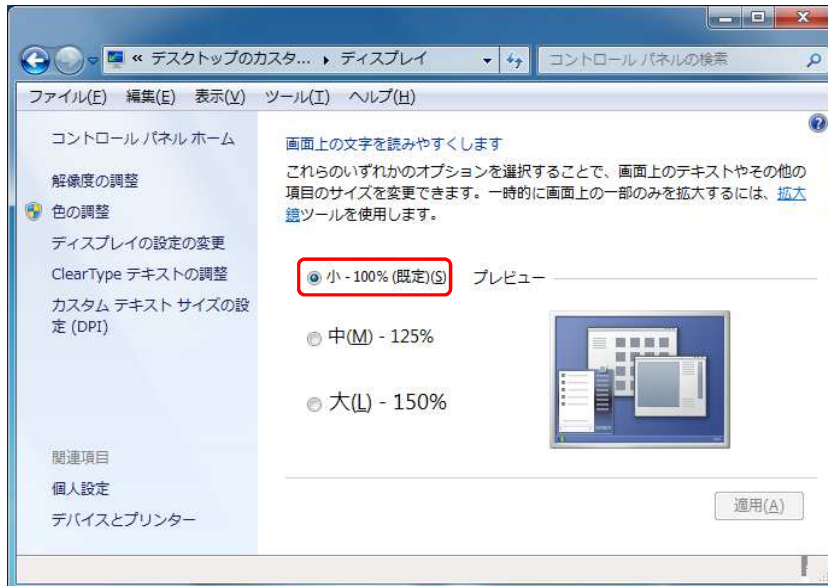 « デスクトップのカスタ... ▸ ディスプレイ
コントロール パネルの検索
ファイル(F) 編集(E) 表示(V) ツール(T) ヘルプ(H)
コントロール パネル ホーム
解像度の調整
色の調整
ディスプレイの設定の変更
ClearType テキストの調整
カスタム テキスト サイズの設
定 (DPI)
関連項目
個人設定
デバイスとプリンター
画面上の文字を読みやすくします
これらのいずれかのオプションを選択することで、画面上のテキストやその他の
項目のサイズを変更できます。一時的に画面上の一部のみを拡大するには、拡大
鏡ツールを使用します。
小 - 100% (既定)(S)
プレビュー
中(M) - 125%
大(L) - 150%
適用(A)